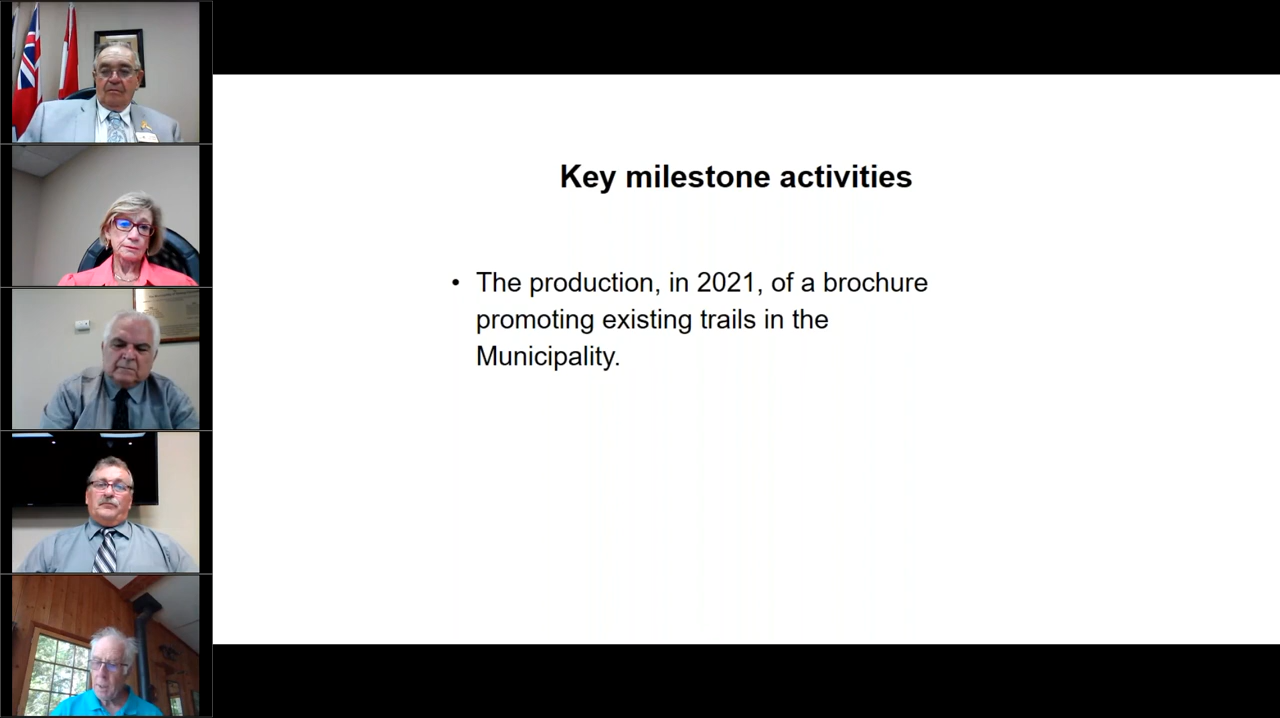 Key milestone activities
• The production, in 2021, of a brochure
promoting existing trails in the
Municipality.